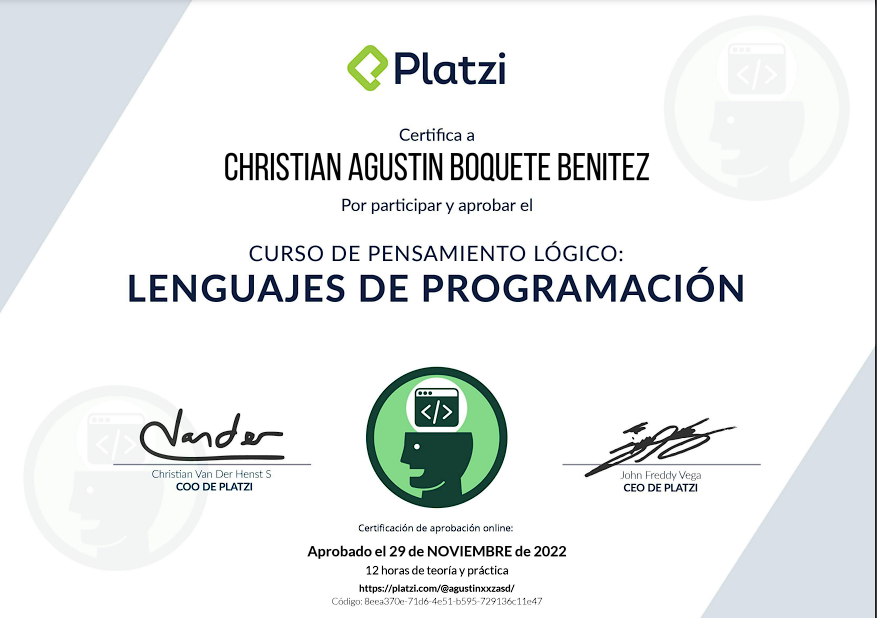 Platzi
Certifica a
CHRISTIAN AGUSTIN BOQUETE BENITEZ
Por participar y aprobar el
CURSO DE PENSAMIENTO LÓGICO:
LENGUAJES DE PROGRAMACIÓN
</>
Vander
Christian Van Der Henst S
COO DE PLATZI
John Freddy Vega
CEO DE PLATZI
Certificación de aprobación online:
Aprobado el 29 de NOVIEMBRE de 2022
12 horas de teoría y práctica
https://platzi.com/@agustinxxzasd/
Código: 8eea370e-71d6-4e51-b595-729136c11e47